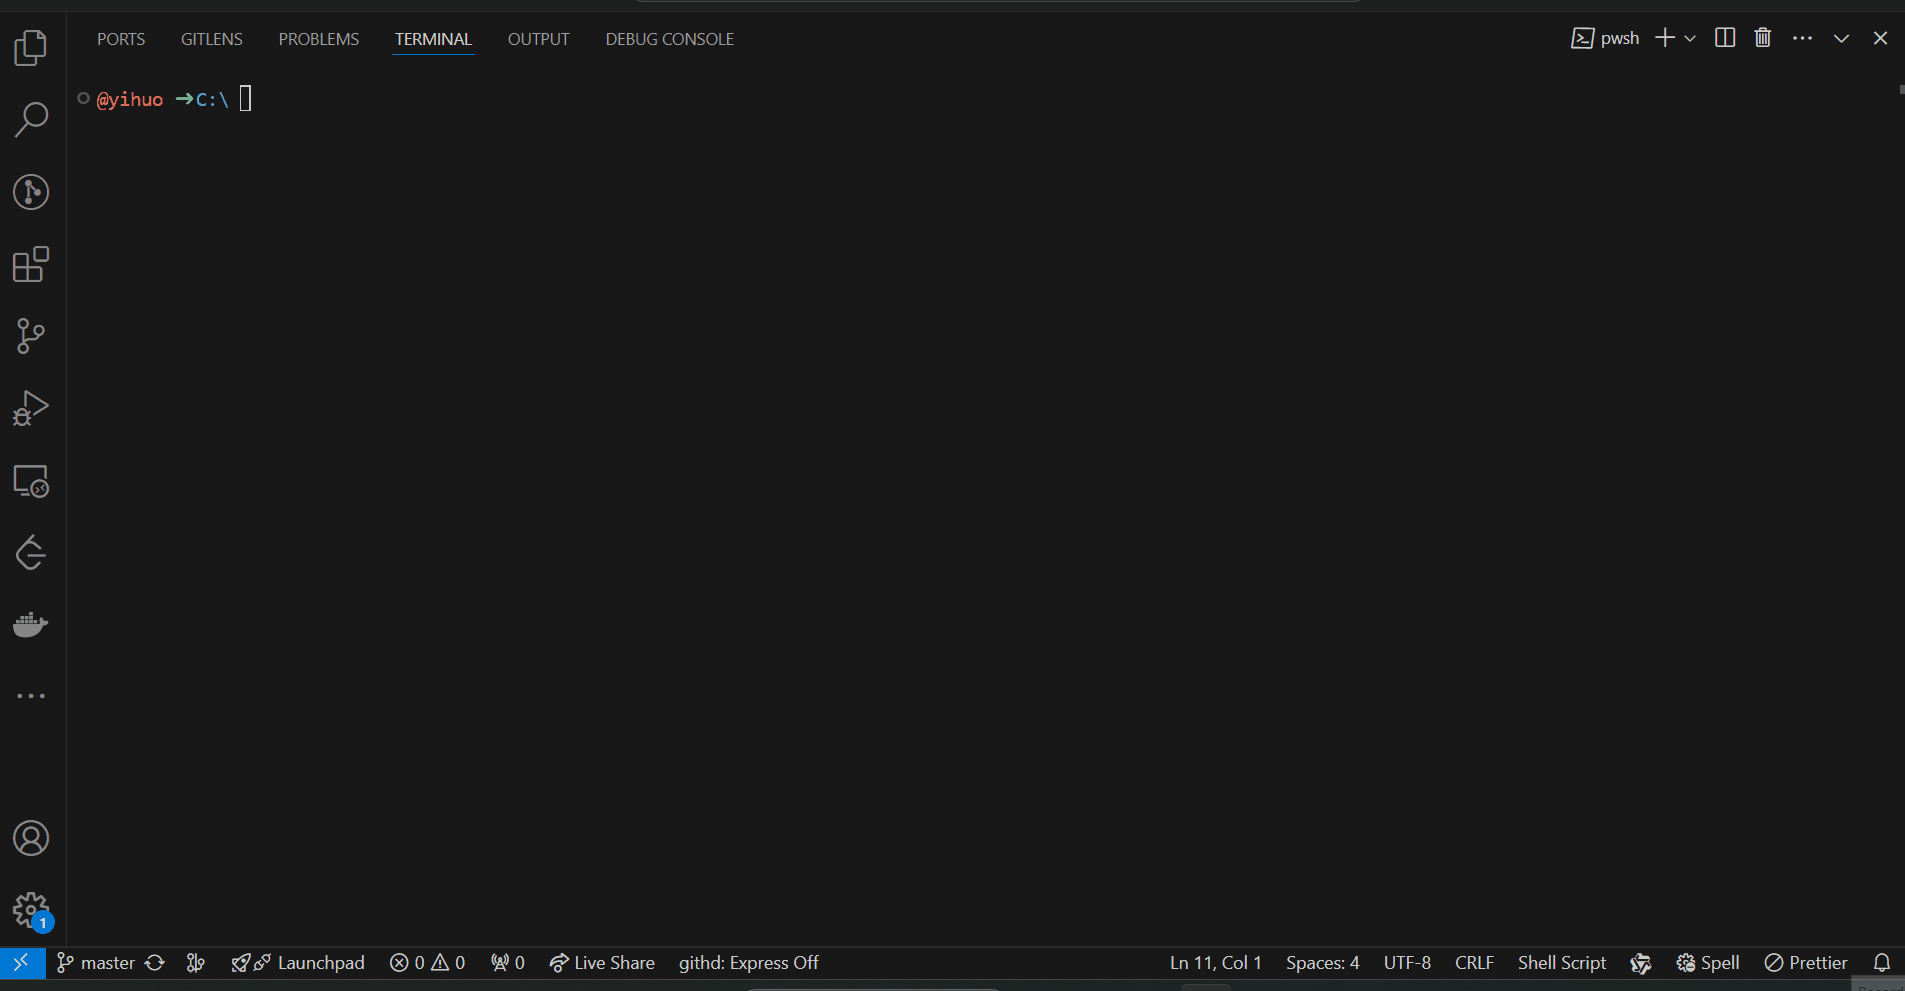 PORTS GITLENS PROBLEMS TERMINAL OUTPUT DEBUG CONSOLE pwsh
@yihuo ➜C:\
1
master Launchpad 0 0 0 Live Share githd: Express Off Ln 11, Col 1 Spaces: 4 UTF-8 CRLF Shell Script Spell Prettier